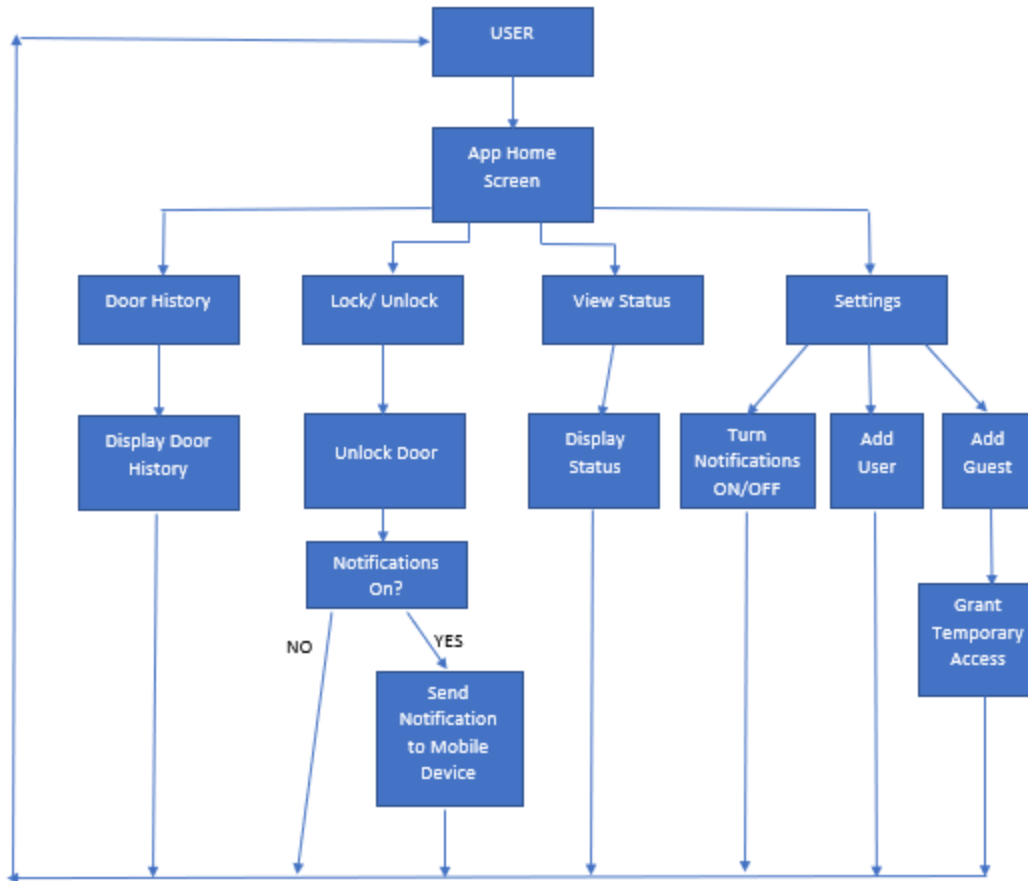 USER
App Home
Screen
Door History
Lock/ Unlock
View Status
Settings
Display Door
History
Unlock Door
Display
Status
Turn
Notifications
ON/OFF
Add
User
Add
Guest
Notifications
On?
Grant
Temporary
Access
NO
YES
Send
Notification
to Mobile
Device